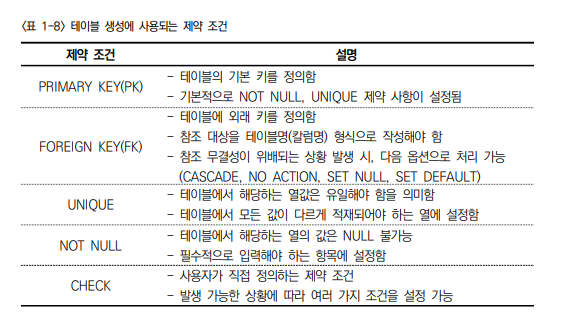 <표 1-8> 테이블 생성에 사용되는 제약 조건
제약 조건 설명
PRIMARY KEY(PK)
- 테이블의 기본 키를 정의함
- 기본적으로 NOT NULL, UNIQUE 제약 사항이 설정됨
FOREIGN KEY(FK)
- 테이블에 외래 키를 정의함
- 참조 대상을 테이블명(칼럼명) 형식으로 작성해야 함
- 참조 무결성이 위배되는 상황 발생 시, 다음 옵션으로 처리 가능
(CASCADE, NO ACTION, SET NULL, SET DEFAULT)
UNIQUE
- 테이블에서 해당하는 열값은 유일해야 함을 의미함
- 테이블에서 모든 값이 다르게 적재되어야 하는 열에 설정함
NOT NULL
- 테이블에서 해당하는 열의 값은 NULL 불가능
- 필수적으로 입력해야 하는 항목에 설정함
CHECK
- 사용자가 직접 정의하는 제약 조건
- 발생 가능한 상황에 따라 여러 가지 조건을 설정 가능